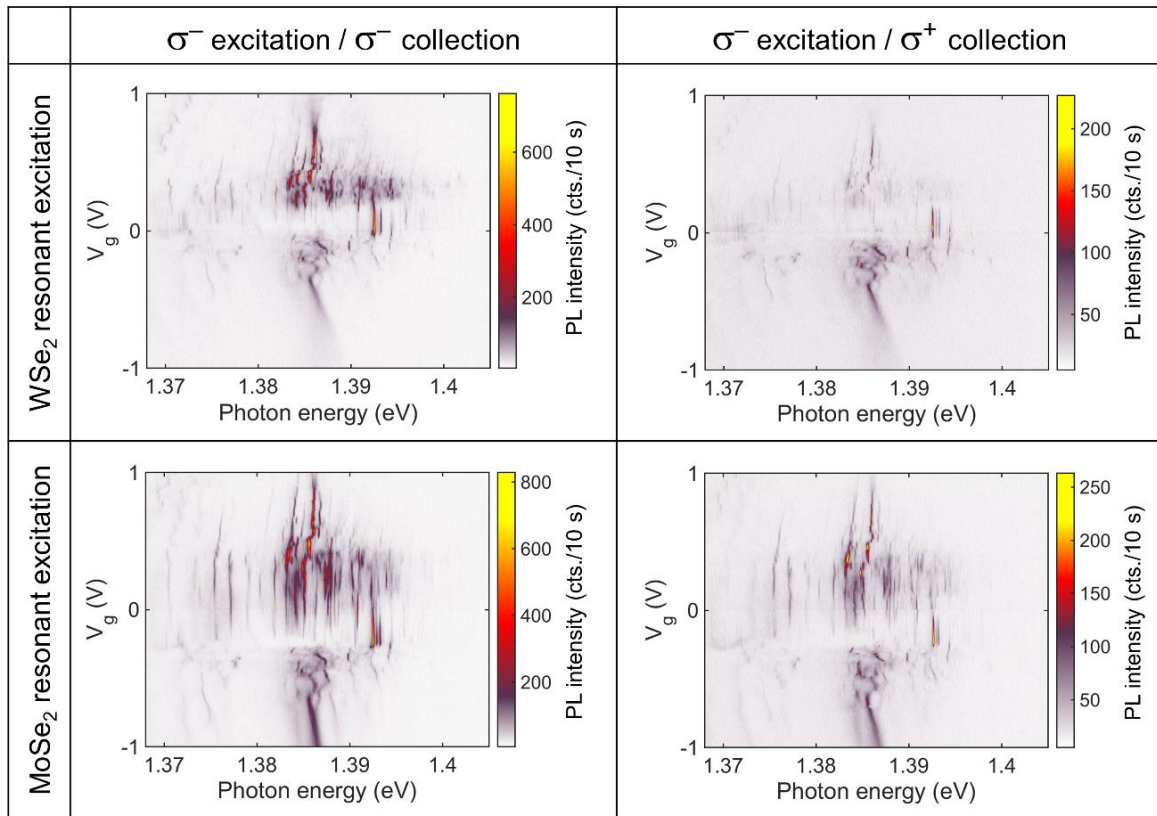 σ⁻ excitation / σ⁻ collection
σ⁻ excitation / σ⁺ collection
WSe₂ resonant excitation
1
0
-1
V_g (V)
1.37 1.38 1.39 1.4
Photon energy (eV)
600
400
200
PL intensity (cts./10 s)
1
0
-1
V_g (V)
1.37 1.38 1.39 1.4
Photon energy (eV)
200
150
100
50
PL intensity (cts./10 s)
MoSe₂ resonant excitation
1
0
-1
V_g (V)
1.37 1.38 1.39 1.4
Photon energy (eV)
800
600
400
200
PL intensity (cts./10 s)
1
0
-1
V_g (V)
1.37 1.38 1.39 1.4
Photon energy (eV)
250
200
150
100
50
PL intensity (cts./10 s)